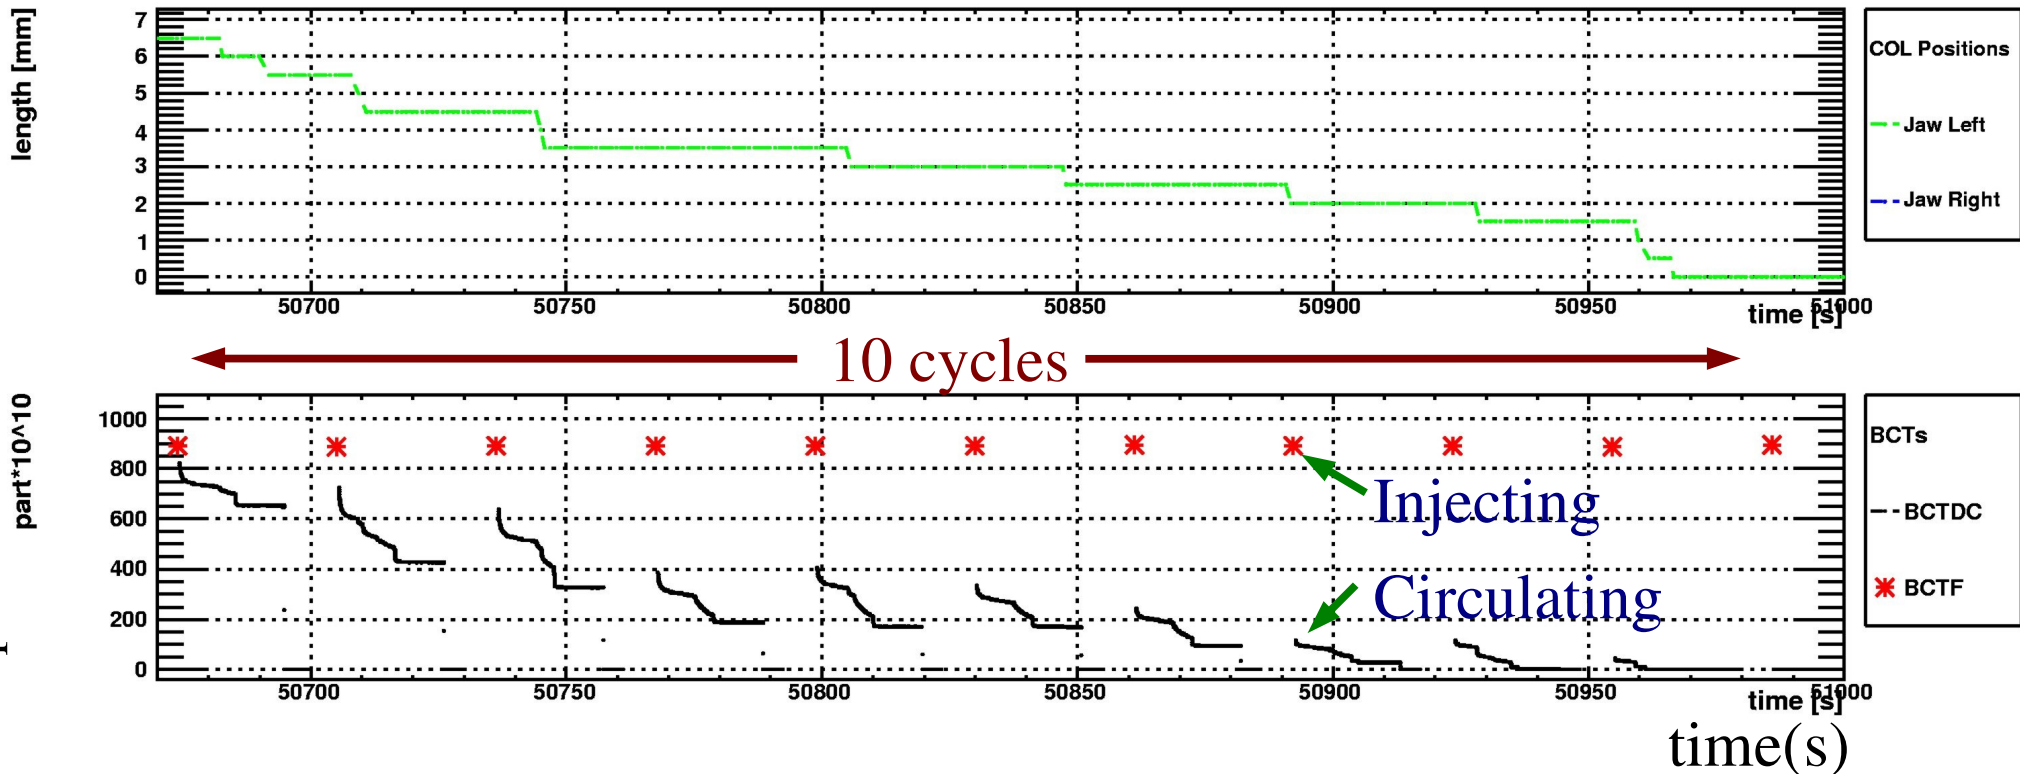 length [mm]
7
6
5
4
3
2
1
0
50700 50750 50800 50850 50900 50950 51000
time [s]
COL Positions
Jaw Left
Jaw Right
10 cycles
part*10^10
1000
800
600
400
200
0
Injecting
Circulating
50700 50750 50800 50850 50900 50950 51000
time [s]
BCTs
BCTDC
BCTF
time(s)